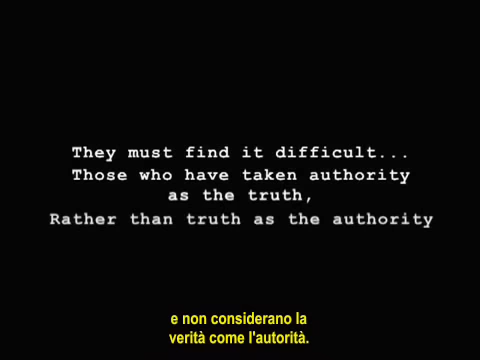 They must find it difficult...
Those who have taken authority
as the truth,
Rather than truth as the authority
e non considerano la
verità come l'autorità.